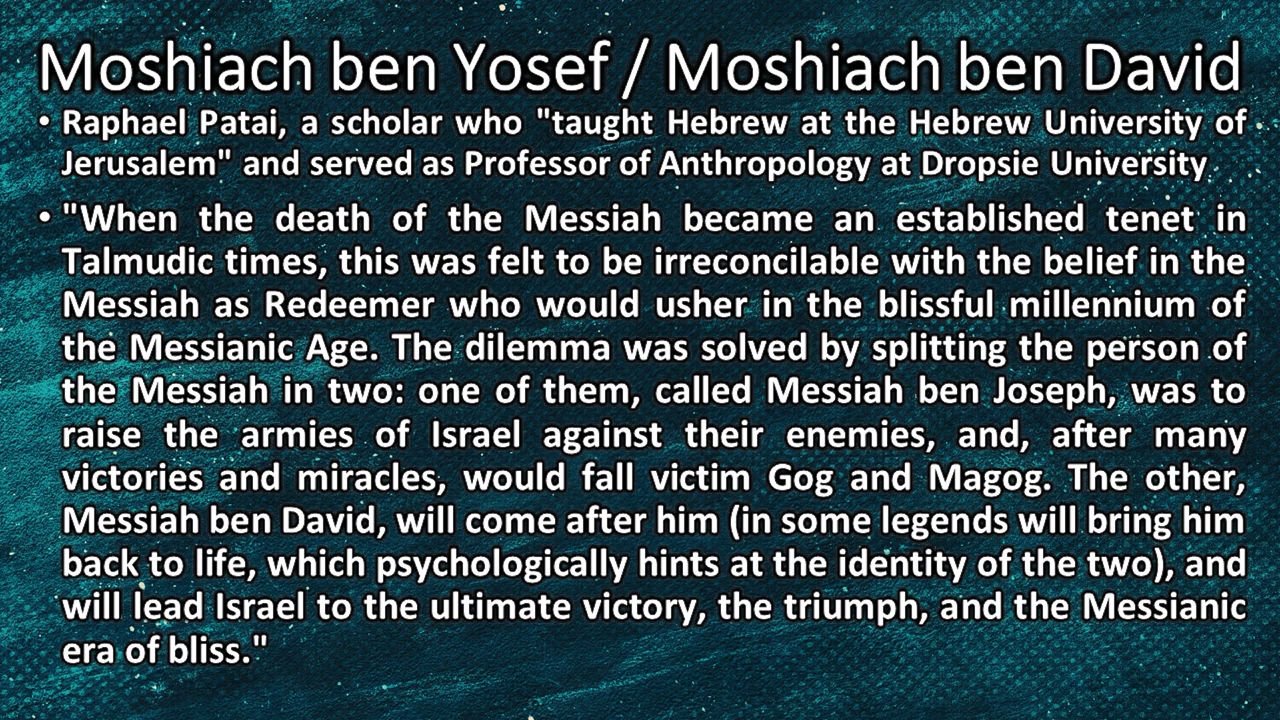 Moshiach ben Yosef / Moshiach ben David
• Raphael Patai, a scholar who "taught Hebrew at the Hebrew University of
Jerusalem" and served as Professor of Anthropology at Dropsie University
• "When the death of the Messiah became an established tenet in
Talmudic times, this was felt to be irreconcilable with the belief in the
Messiah as Redeemer who would usher in the blissful millennium of
the Messianic Age. The dilemma was solved by splitting the person of
the Messiah in two: one of them, called Messiah ben Joseph, was to
raise the armies of Israel against their enemies, and, after many
victories and miracles, would fall victim Gog and Magog. The other,
Messiah ben David, will come after him (in some legends will bring him
back to life, which psychologically hints at the identity of the two), and
will lead Israel to the ultimate victory, the triumph, and the Messianic
era of bliss."